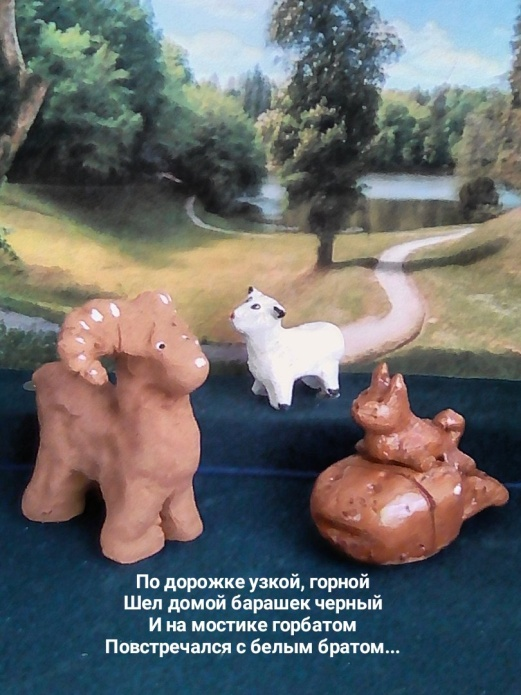 По дорожке узкой, горной
Шел домой барашек черный
И на мостике горбатом
Повстречался с белым братом...